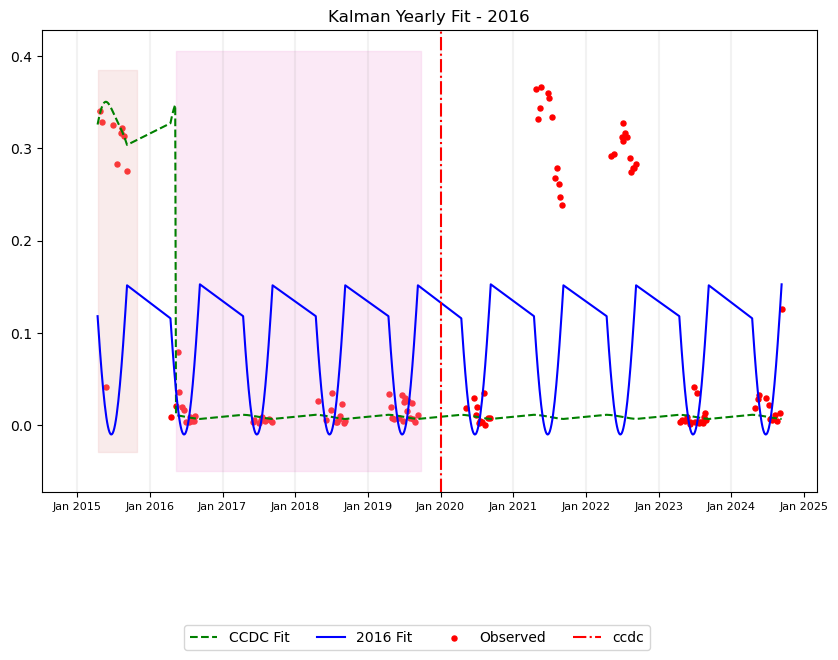 Kalman Yearly Fit - 2016
0.4
0.3
0.2
0.1
0.0
Jan 2015 Jan 2016 Jan 2017 Jan 2018 Jan 2019 Jan 2020 Jan 2021 Jan 2022 Jan 2023 Jan 2024 Jan 2025
CCDC Fit 2016 Fit Observed ccdc